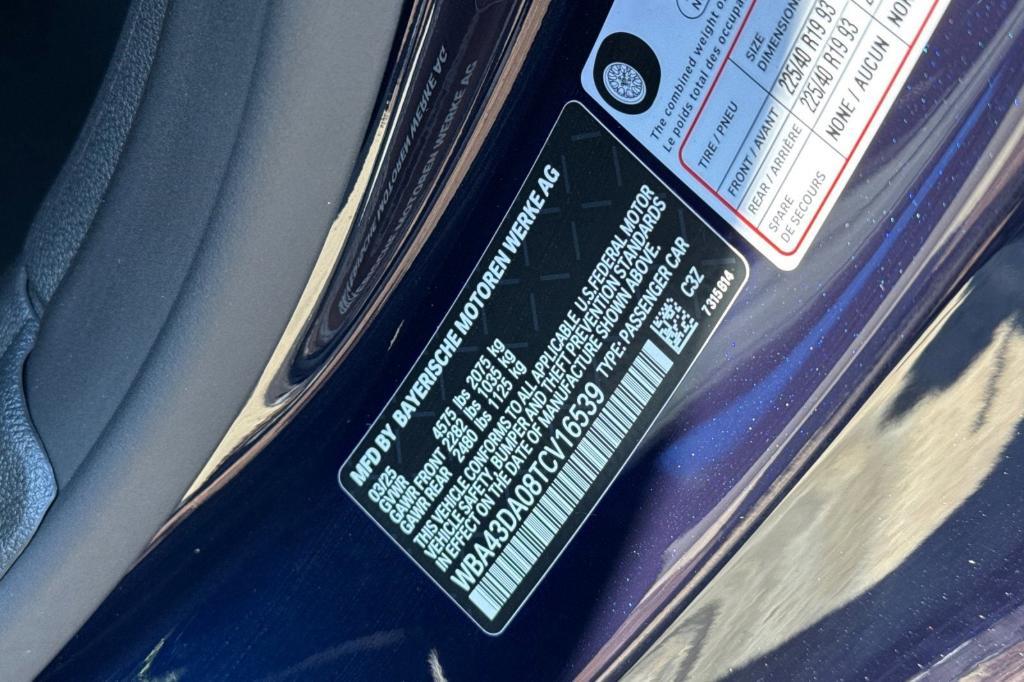 MFD BY BAYERISCHE MOTOREN WERKE AG
09/25
GVWR 4575 lbs 2075 kg
GAWR FRONT 2282 lbs 1035 kg
GAWR REAR 2480 lbs 1125 kg
THIS VEHICLE CONFORMS TO ALL APPLICABLE U.S.FEDERAL MOTOR
VEHICLE SAFETY, BUMPER AND THEFT PREVENTION STANDARDS
IN EFFECT ON THE DATE OF MANUFACTURE SHOWN ABOVE.
WBA43DA08TCV16539 TYPE: PASSENGER CAR
C3Z
7315614
The combined weight
Le poids total des
TIRE / PNEU SIZE
DIMENSION
FRONT / AVANT 225/40 R19 93
REAR / ARRIÈRE 225/40 R19 93
SPARE
DE SECOURS NONE / AUCUN